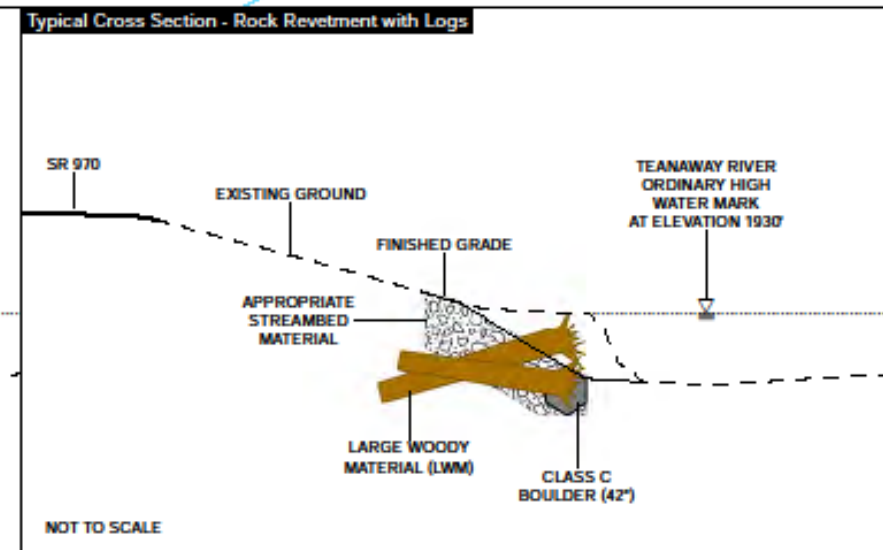 Typical Cross Section - Rock Revetment with Logs
SR 970
EXISTING GROUND
FINISHED GRADE
TEANAWAY RIVER
ORDINARY HIGH
WATER MARK
AT ELEVATION 1930'
APPROPRIATE
STREAMBED
MATERIAL
LARGE WOODY
MATERIAL (LWM)
CLASS C
BOULDER (42")
NOT TO SCALE